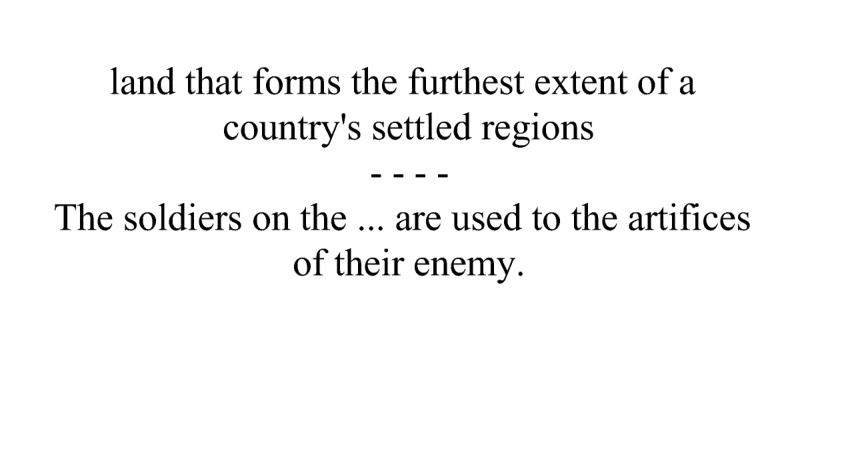 land that forms the furthest extent of a
country's settled regions
- - - -
The soldiers on the ... are used to the artifices
of their enemy.